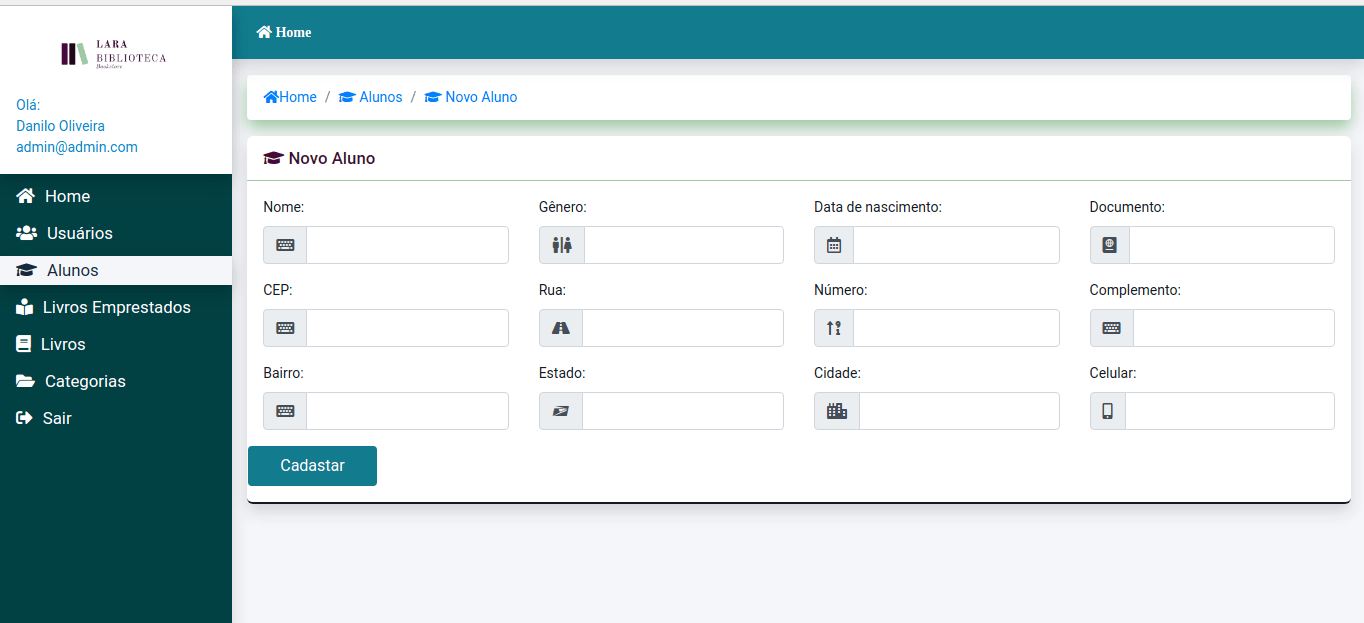 LARA
BIBLIOTECA
Bookstore
Olá:
Danilo Oliveira
admin@admin.com
Home
Usuários
Alunos
Livros Emprestados
Livros
Categorias
Sair
Home
Home / Alunos / Novo Aluno
Novo Aluno
Nome: Gênero: Data de nascimento: Documento:
CEP: Rua: Número: Complemento:
Bairro: Estado: Cidade: Celular:
Cadastar